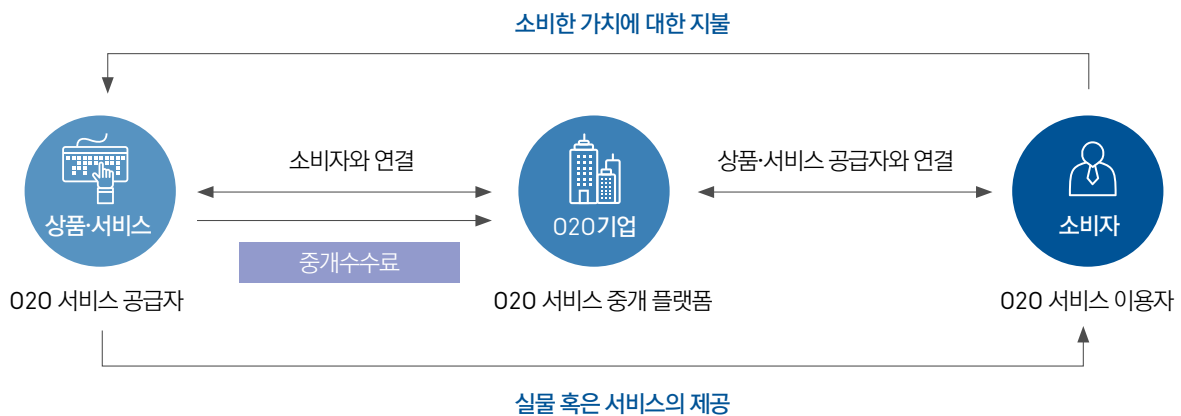 소비한 가치에 대한 지불
소비자와 연결
상품·서비스 공급자와 연결
상품·서비스
O2O기업
소비자
중개수수료
O2O 서비스 공급자
O2O 서비스 중개 플랫폼
O2O 서비스 이용자
실물 혹은 서비스의 제공